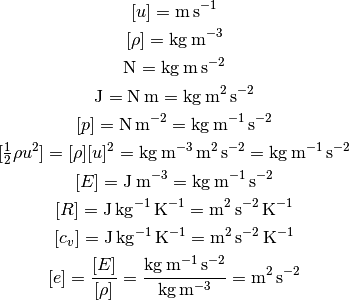 [u] = m s⁻¹
[ρ] = kg m⁻³
N = kg m s⁻²
J = N m = kg m² s⁻²
[p] = N m⁻² = kg m⁻¹ s⁻²
[½ρu²] = [ρ][u]² = kg m⁻³ m² s⁻² = kg m⁻¹ s⁻²
[E] = J m⁻³ = kg m⁻¹ s⁻²
[R] = J kg⁻¹ K⁻¹ = m² s⁻² K⁻¹
[cᵥ] = J kg⁻¹ K⁻¹ = m² s⁻² K⁻¹
[e] = [E]/[ρ] = kg m⁻¹ s⁻²/kg m⁻³ = m² s⁻²